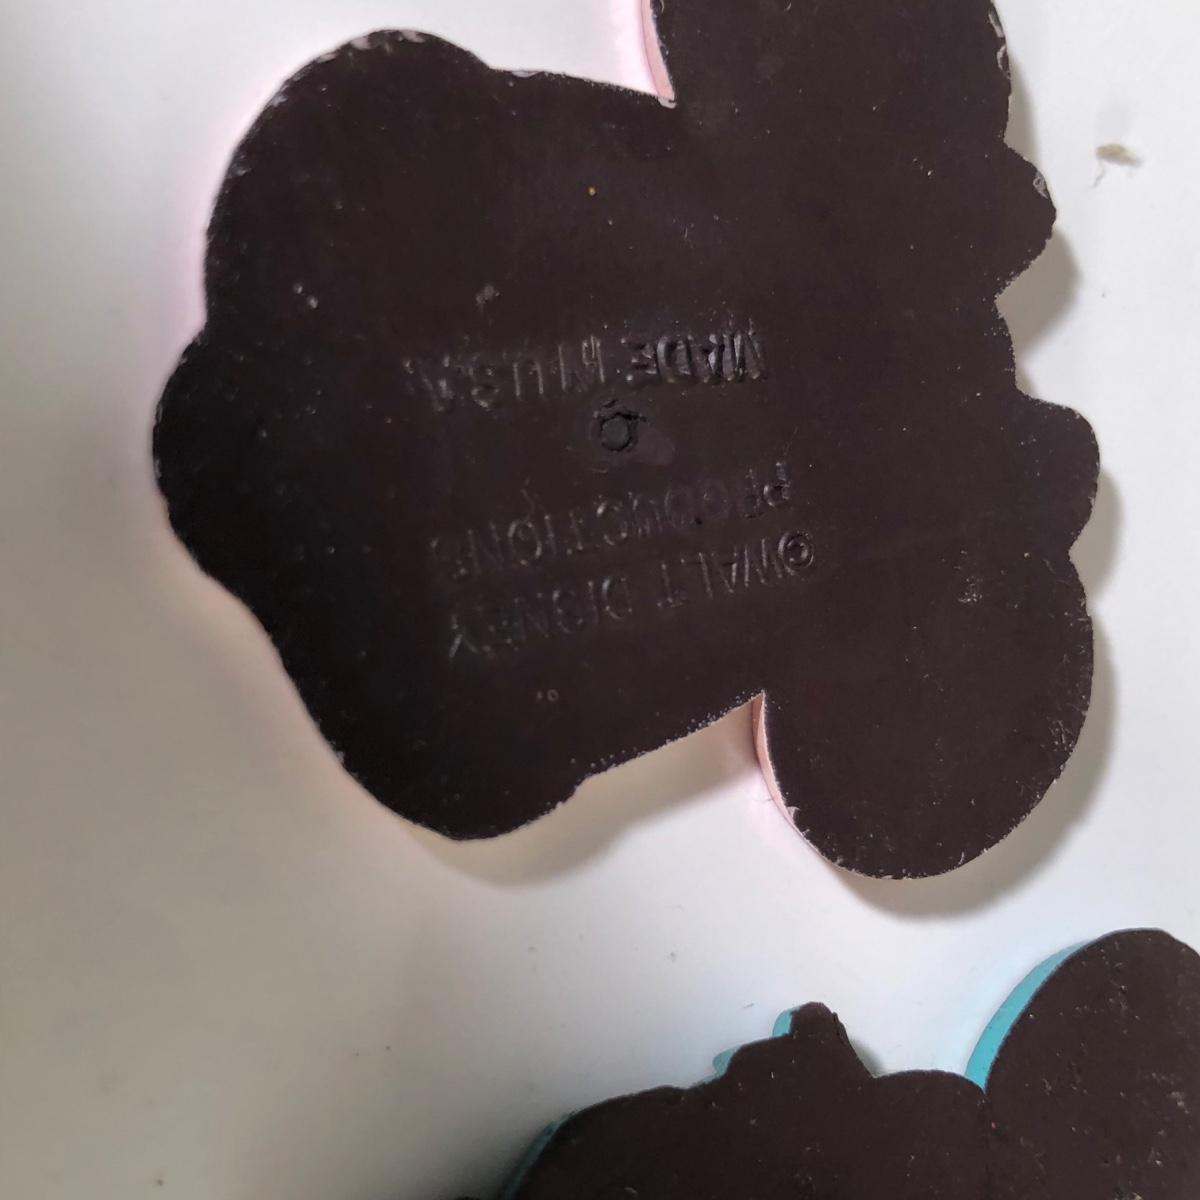 ©WALT DISNEY
PRODUCTIONS
MADE IN U.S.A.